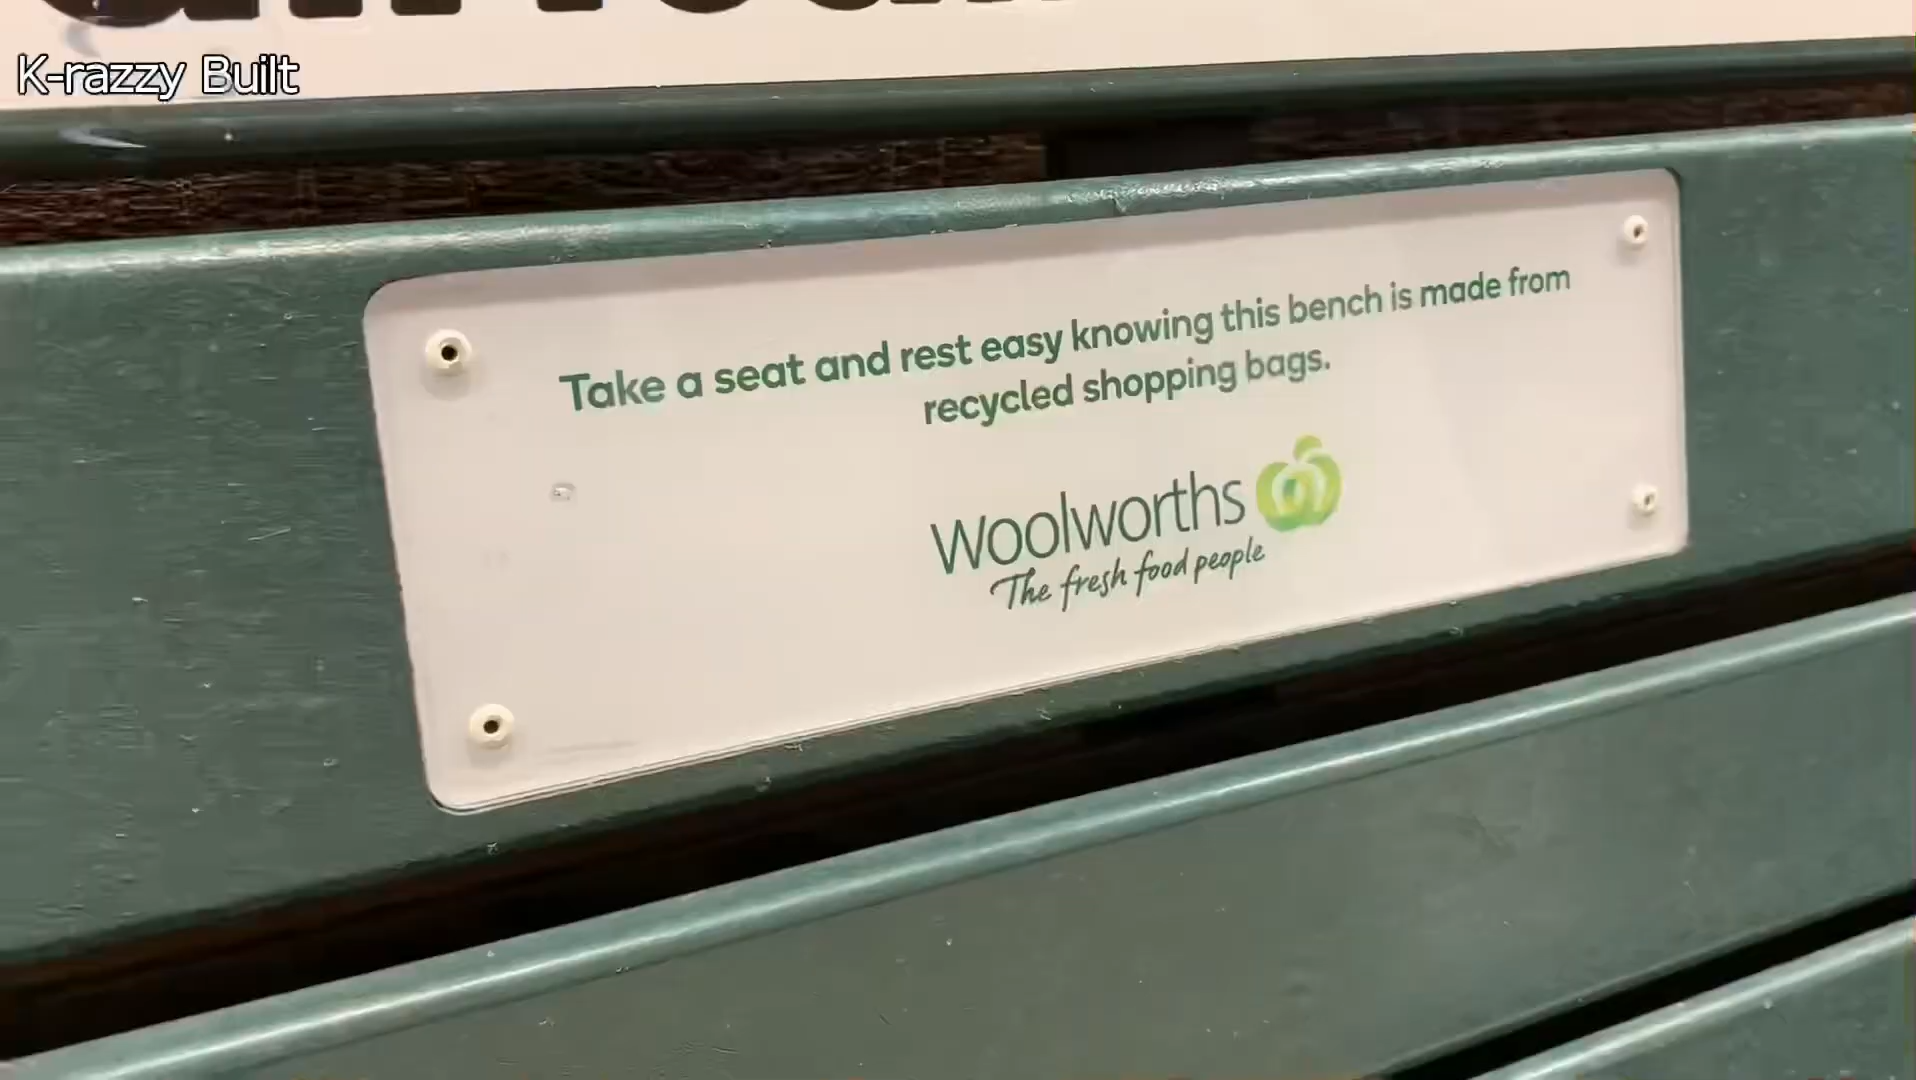 K-razzy Built
Take a seat and rest easy knowing this bench is made from
recycled shopping bags.
Woolworths
The fresh food people